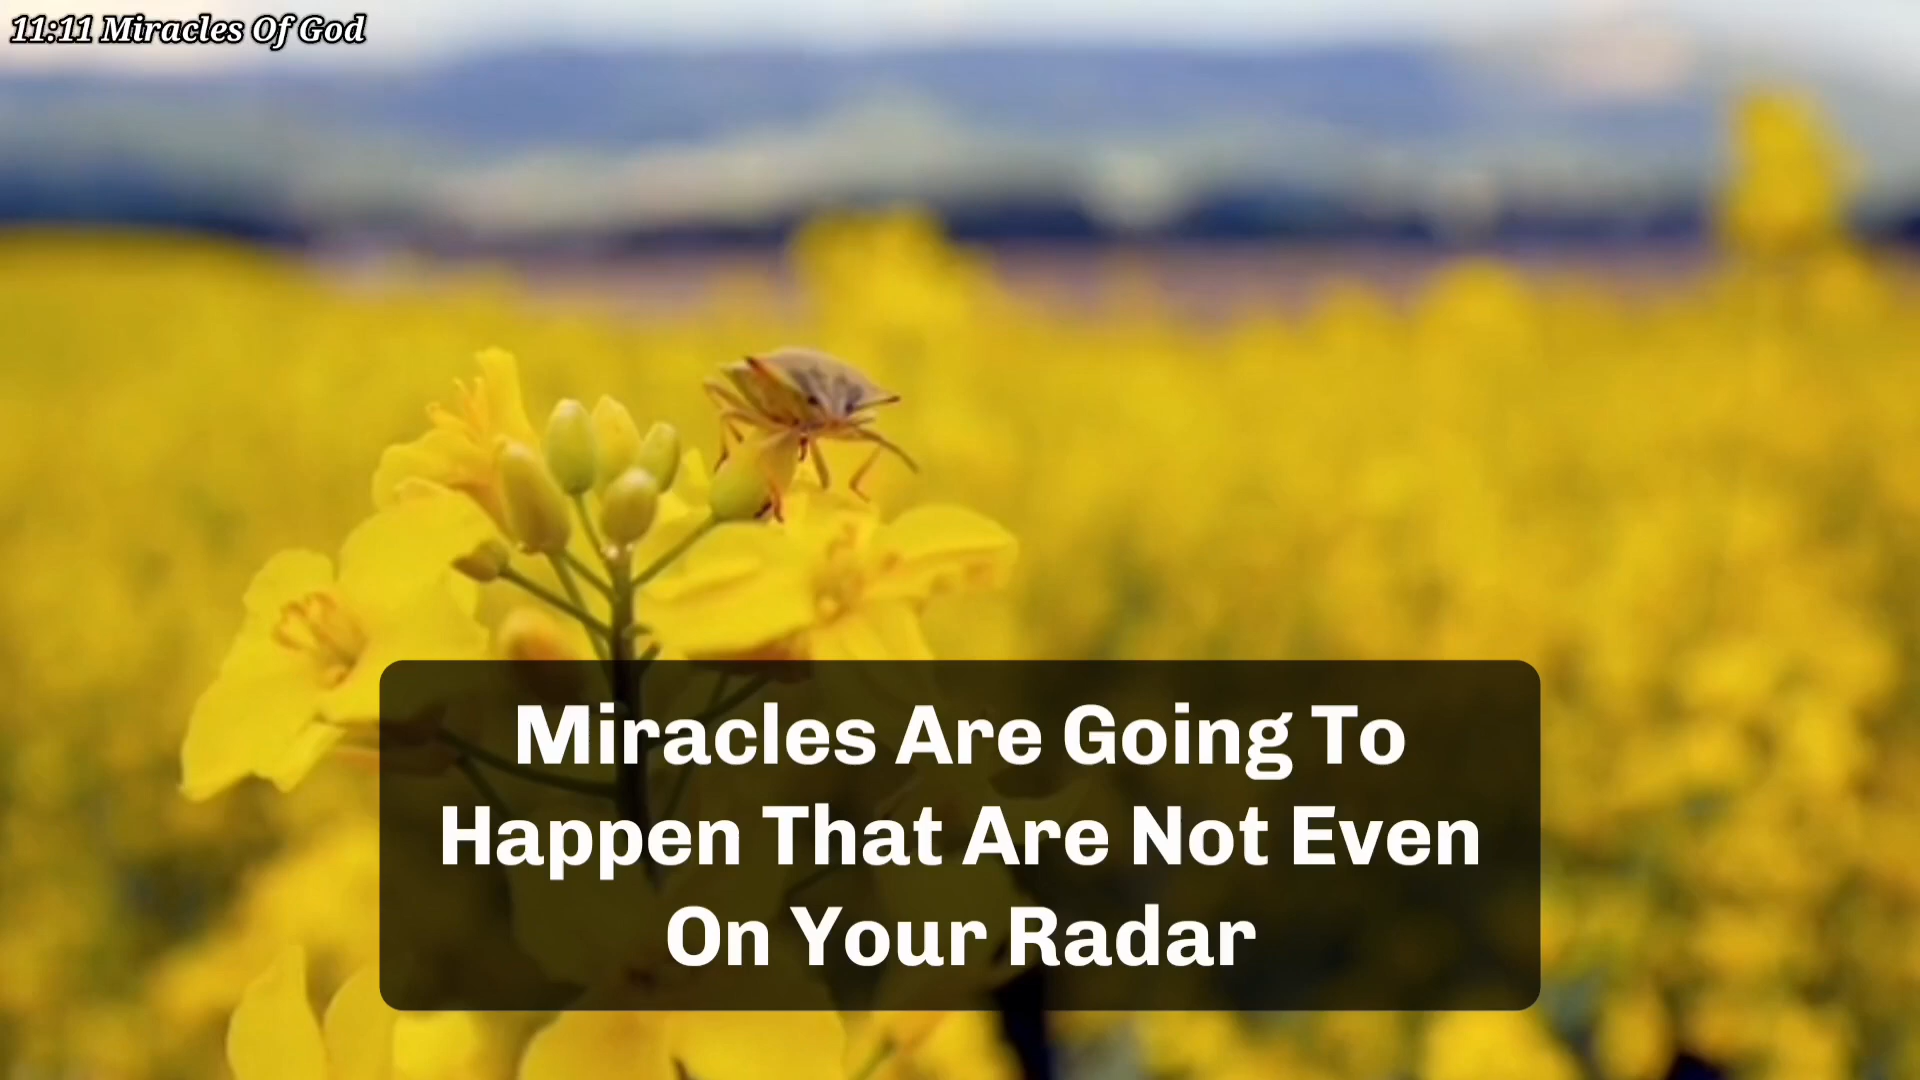 11:11 Miracles Of God
Miracles Are Going To
Happen That Are Not Even
On Your Radar